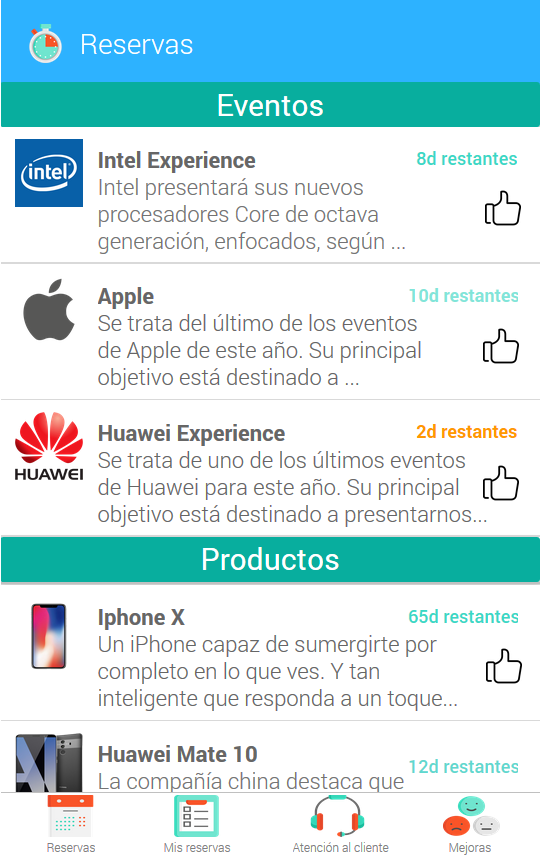 Reservas
Eventos
intel
Intel Experience
8d restantes
Intel presentará sus nuevos
procesadores Core de octava
generación, enfocados, según ...
Apple
10d restantes
Se trata del último de los eventos
de Apple de este año. Su principal
objetivo está destinado a ...
HUAWEI
Huawei Experience
2d restantes
Se trata de uno de los últimos eventos
de Huawei para este año. Su principal
objetivo está destinado a presentarnos...
Productos
Iphone X
65d restantes
Un iPhone capaz de sumergirte por
completo en lo que ves. Y tan
inteligente que responda a un toque...
Huawei Mate 10
12d restantes
La compañía china destaca que
Reservas
Mis reservas
Atención al cliente
Mejoras